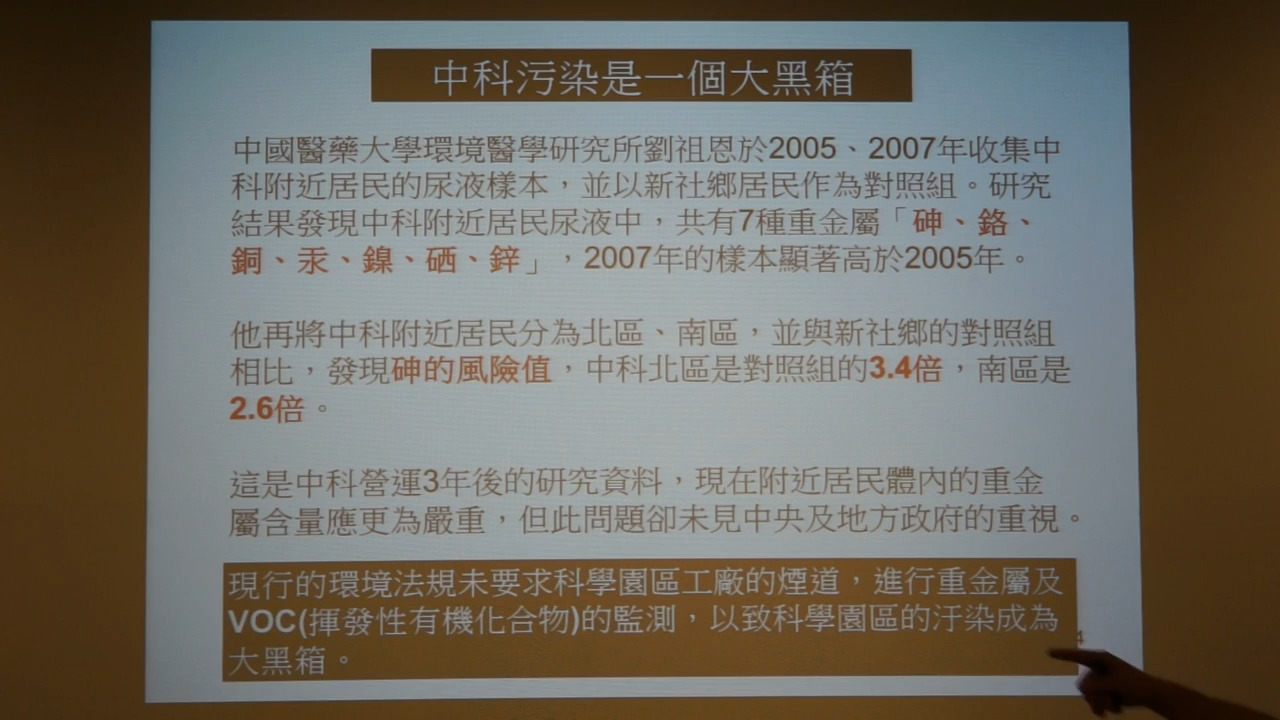 中科污染是一個大黑箱
中國醫藥大學環境醫學研究所劉祖恩於2005、2007年收集中
科附近居民的尿液樣本，並以新社鄉居民作為對照組。研究
結果發現中科附近居民尿液中，共有7種重金屬「砷、鉻、
銅、汞、鎳、硒、鋅」，2007年的樣本顯著高於2005年。
他再將中科附近居民分為北區、南區，並與新社鄉的對照組
相比，發現砷的風險值，中科北區是對照組的3.4倍，南區是
2.6倍。
這是中科營運3年後的研究資料，現在附近居民體內的重金
屬含量應更為嚴重，但此問題卻未見中央及地方政府的重視。
現行的環境法規未要求科學園區工廠的煙道，進行重金屬及
VOC(揮發性有機化合物)的監測，以致科學園區的汙染成為
大黑箱。
4